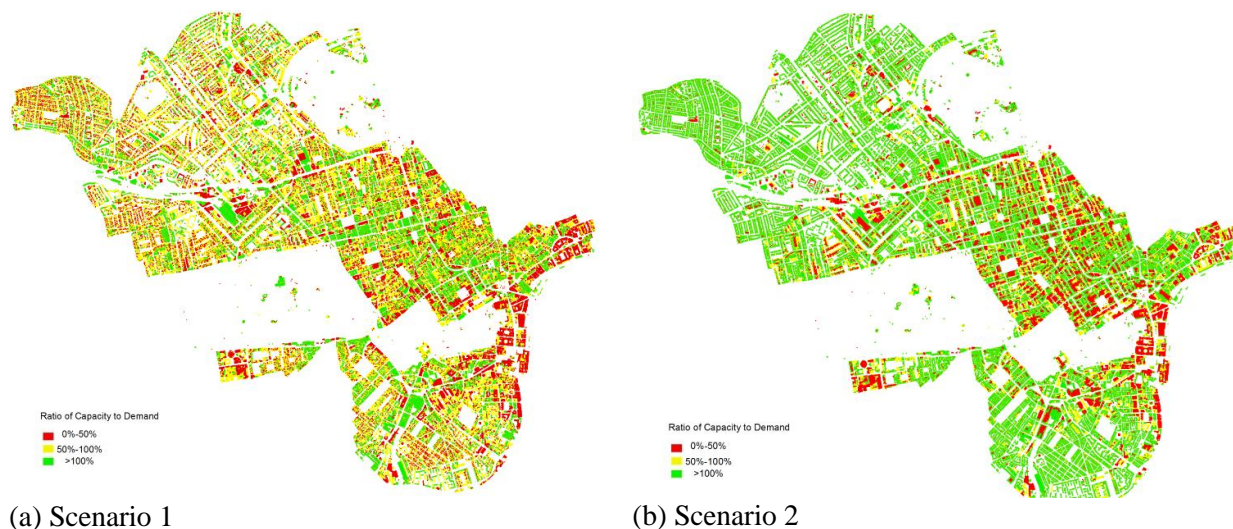 Ratio of Capacity to Demand
0%-50%
50%-100%
>100%
Ratio of Capacity to Demand
0%-50%
50%-100%
>100%
(a) Scenario 1
(b) Scenario 2